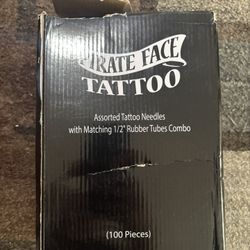 PIRATE FACE
TATTOO
Assorted Tattoo Needles
with Matching 1/2" Rubber Tubes Combo
(100 Pieces)